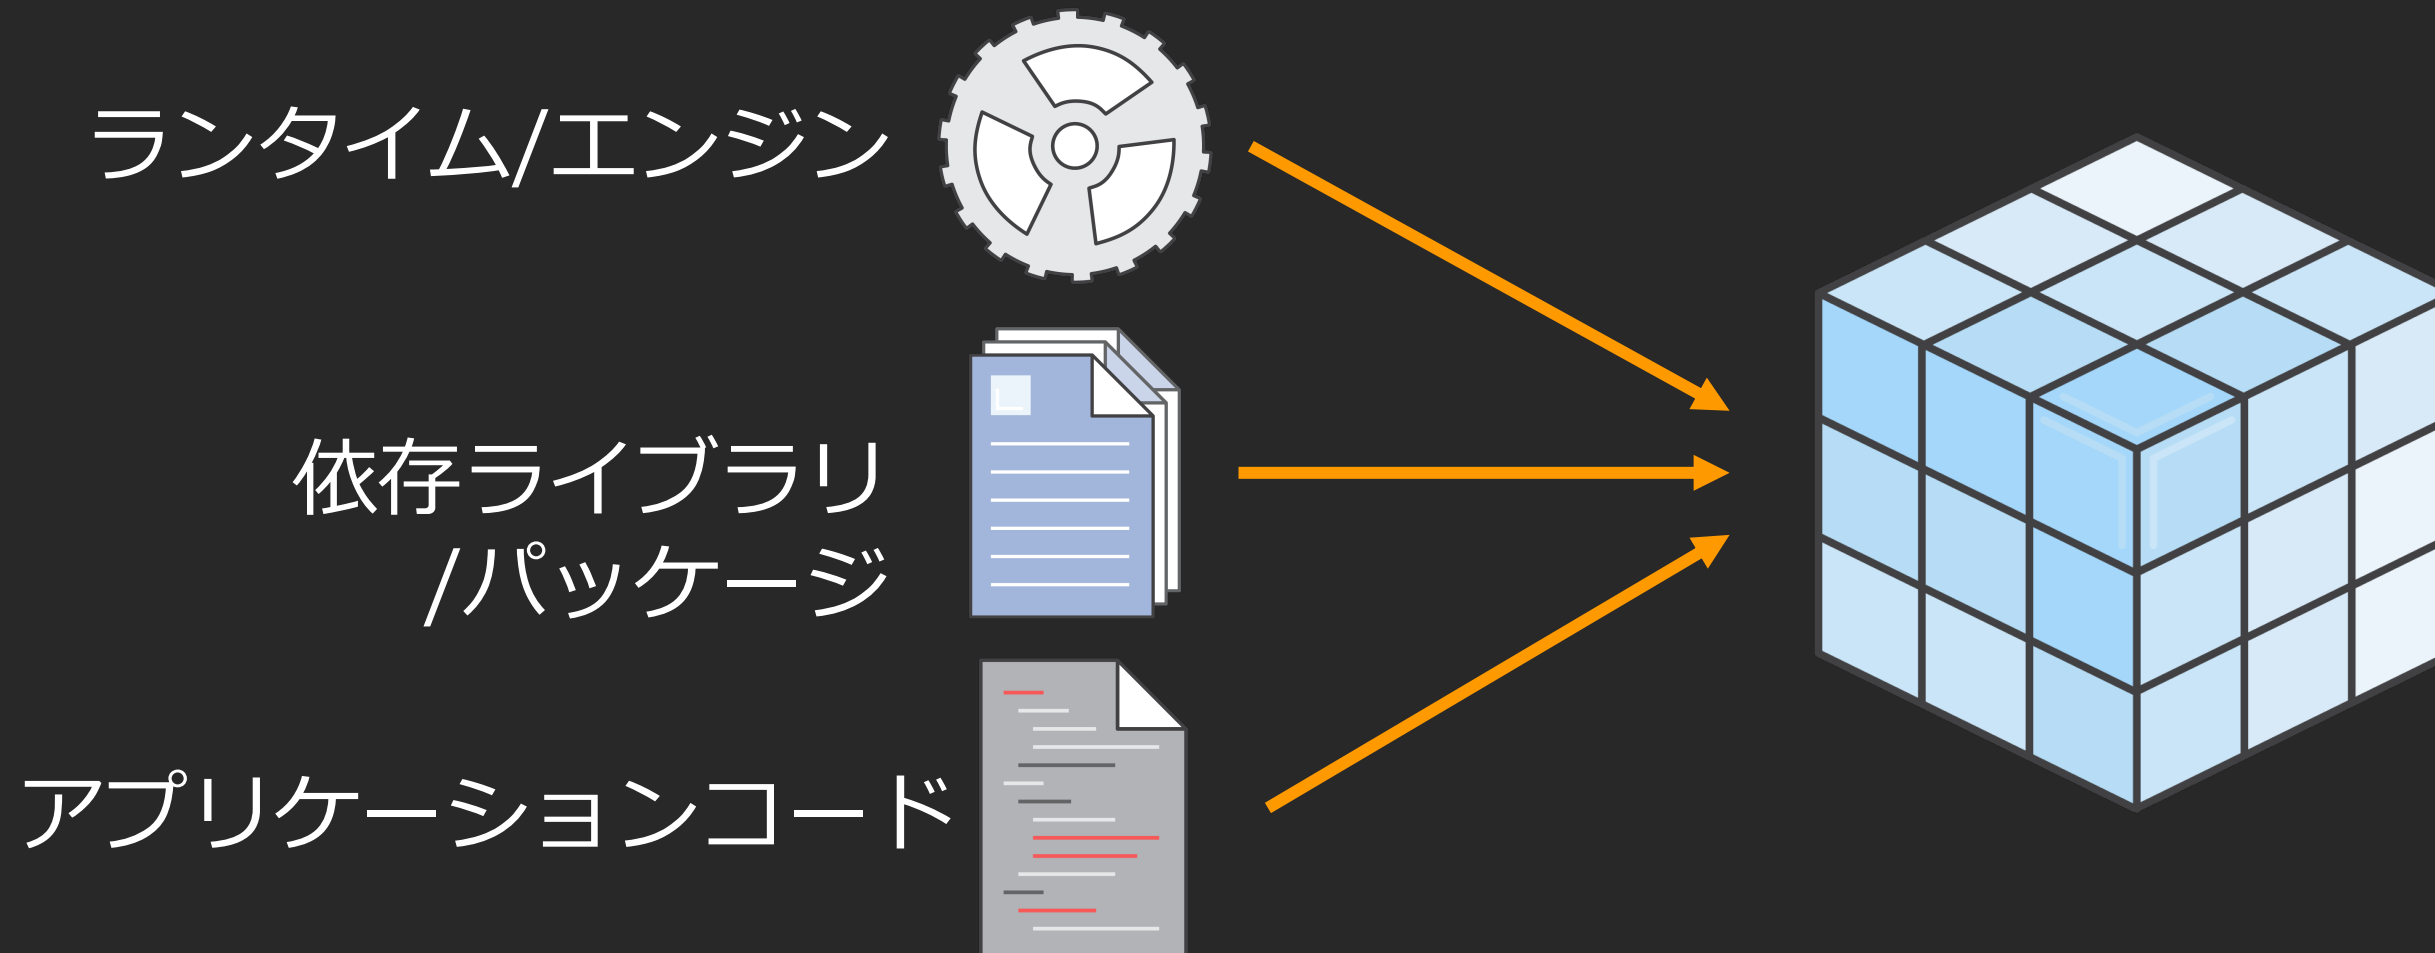 ランタイム/エンジン
依存ライブラリ
/パッケージ
アプリケーションコード